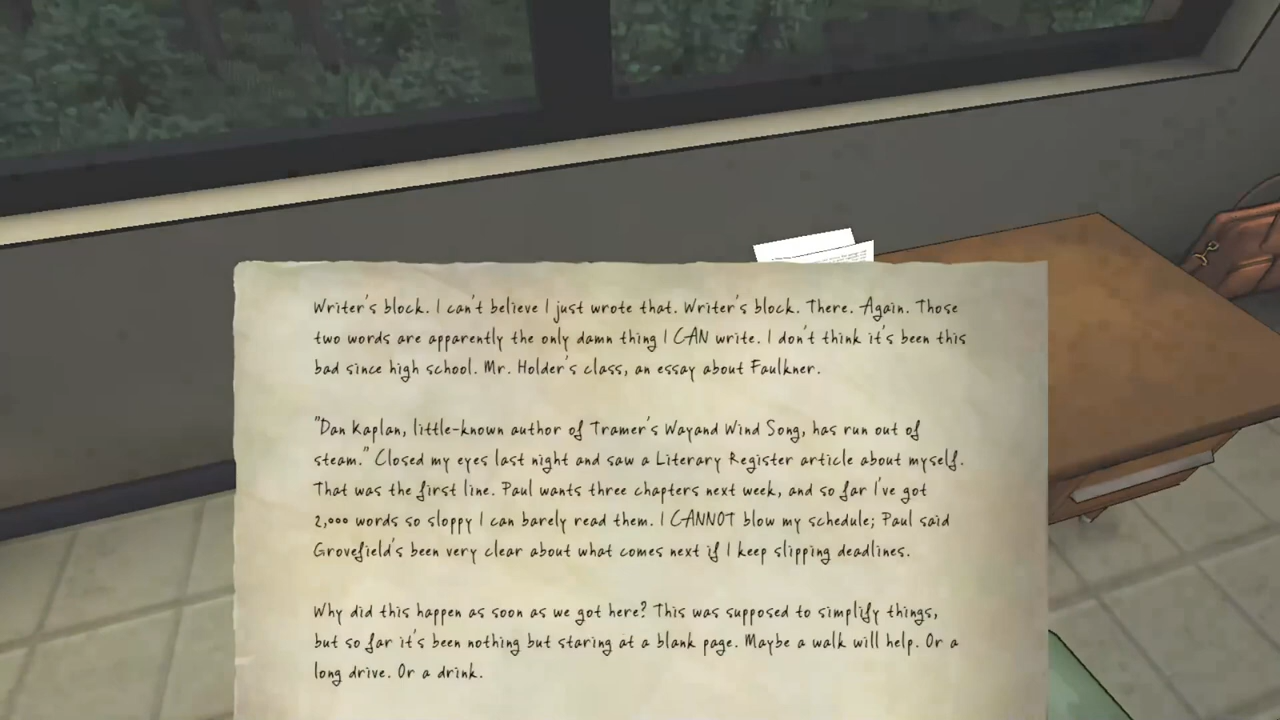 Writer's block. I can't believe I just wrote that. Writer's block. There. Again. Those
two words are apparently the only damn thing I CAN write. I don't think it's been this
bad since high school. Mr. Holder's class, an essay about Faulkner.
"Dan Kaplan, little-known author of Tramer's Wayand Wind Song, has run out of
steam." Closed my eyes last night and saw a Literary Register article about myself.
That was the first line. Paul wants three chapters next week, and so far I've got
2,000 words so sloppy I can barely read them. I CANNOT blow my schedule; Paul said
Grovefield's been very clear about what comes next if I keep slipping deadlines.
Why did this happen as soon as we got here? This was supposed to simplify things,
but so far it's been nothing but staring at a blank page. Maybe a walk will help. Or a
long drive. Or a drink.